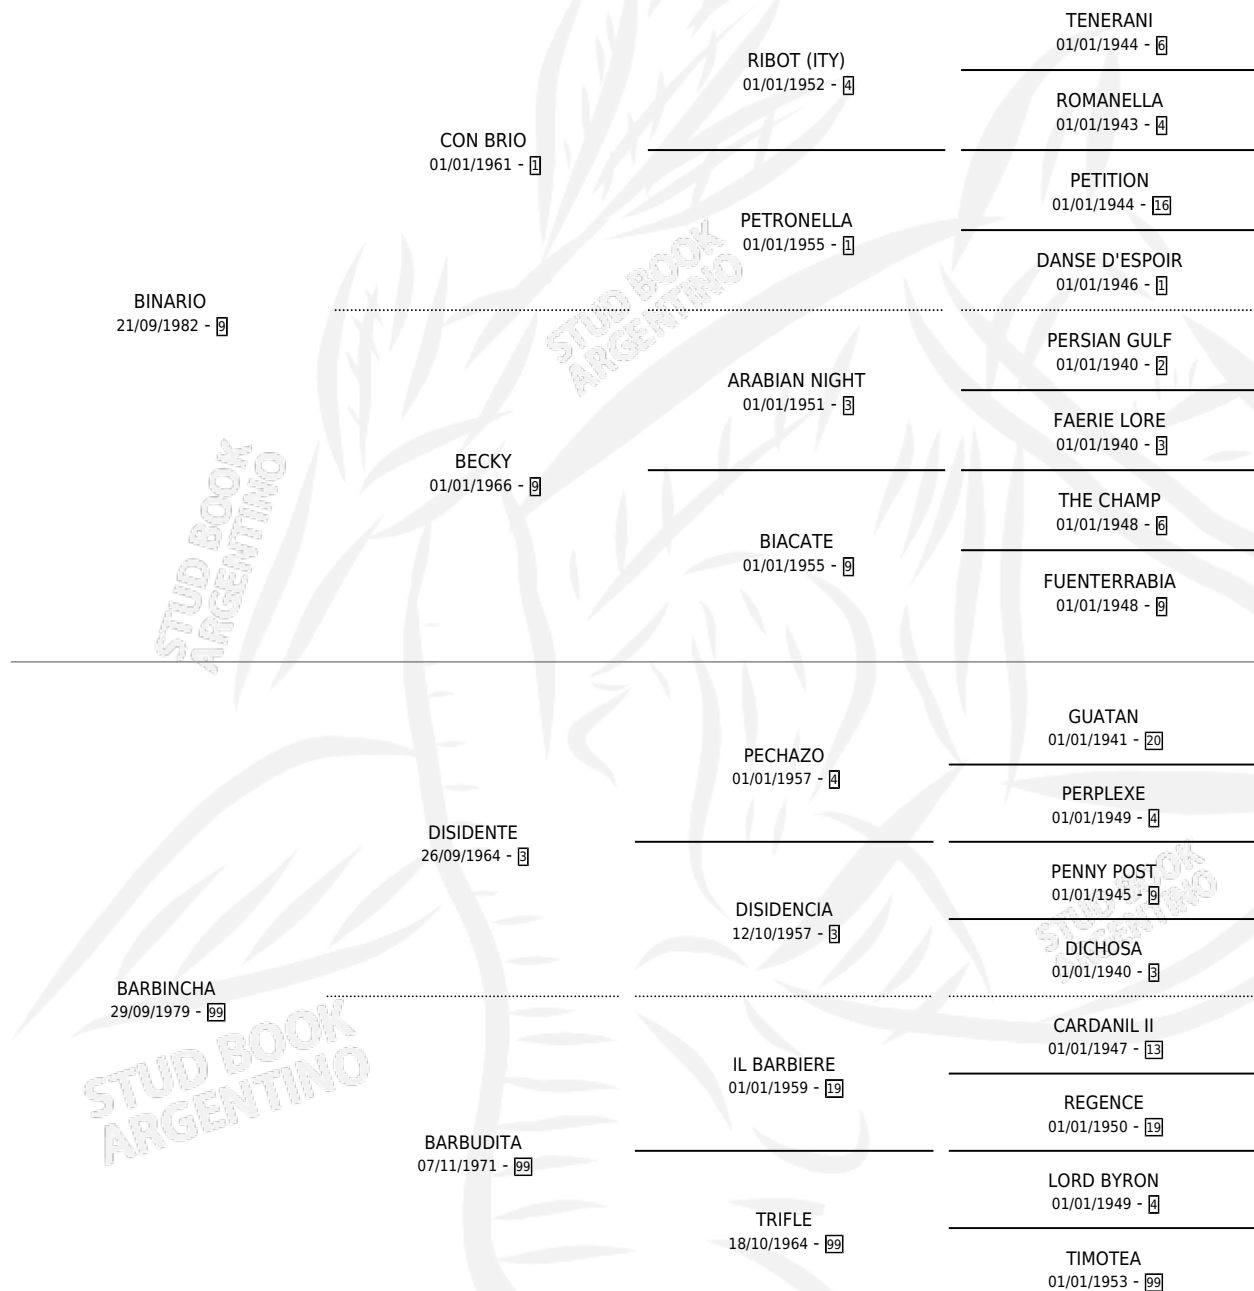 TENERANI
01/01/1944 - 6
RIBOT (ITY)
01/01/1952 - 4
ROMANELLA
01/01/1943 - 4
CON BRIO
01/01/1961 - 1
PETITION
01/01/1944 - 16
PETRONELLA
01/01/1955 - 1
DANSE D'ESPOIR
01/01/1946 - 1
BINARIO
21/09/1982 - 9
PERSIAN GULF
01/01/1940 - 2
ARABIAN NIGHT
01/01/1951 - 3
FAERIE LORE
01/01/1940 - 3
BECKY
01/01/1966 - 9
THE CHAMP
01/01/1948 - 6
BIACATE
01/01/1955 - 9
FUENTERRABIA
01/01/1948 - 9
GUATAN
01/01/1941 - 20
PECHAZO
01/01/1957 - 4
PERPLEXE
01/01/1949 - 4
DISIDENTE
26/09/1964 - 3
PENNY POST
01/01/1945 - 9
DISIDENCIA
12/10/1957 - 3
DICHOSA
01/01/1940 - 3
BARBINCHA
29/09/1979 - 99
CARDANIL II
01/01/1947 - 13
IL BARBIERE
01/01/1959 - 19
REGENCE
01/01/1950 - 19
BARBUDITA
07/11/1971 - 99
LORD BYRON
01/01/1949 - 4
TRIFLE
18/10/1964 - 99
TIMOTEA
01/01/1953 - 99
STUD BOOK
ARGENTINO
STUD BOOK
ARGENTINO
STUD BOOK
ARGENTINO
STUD BOOK
ARGENTINO